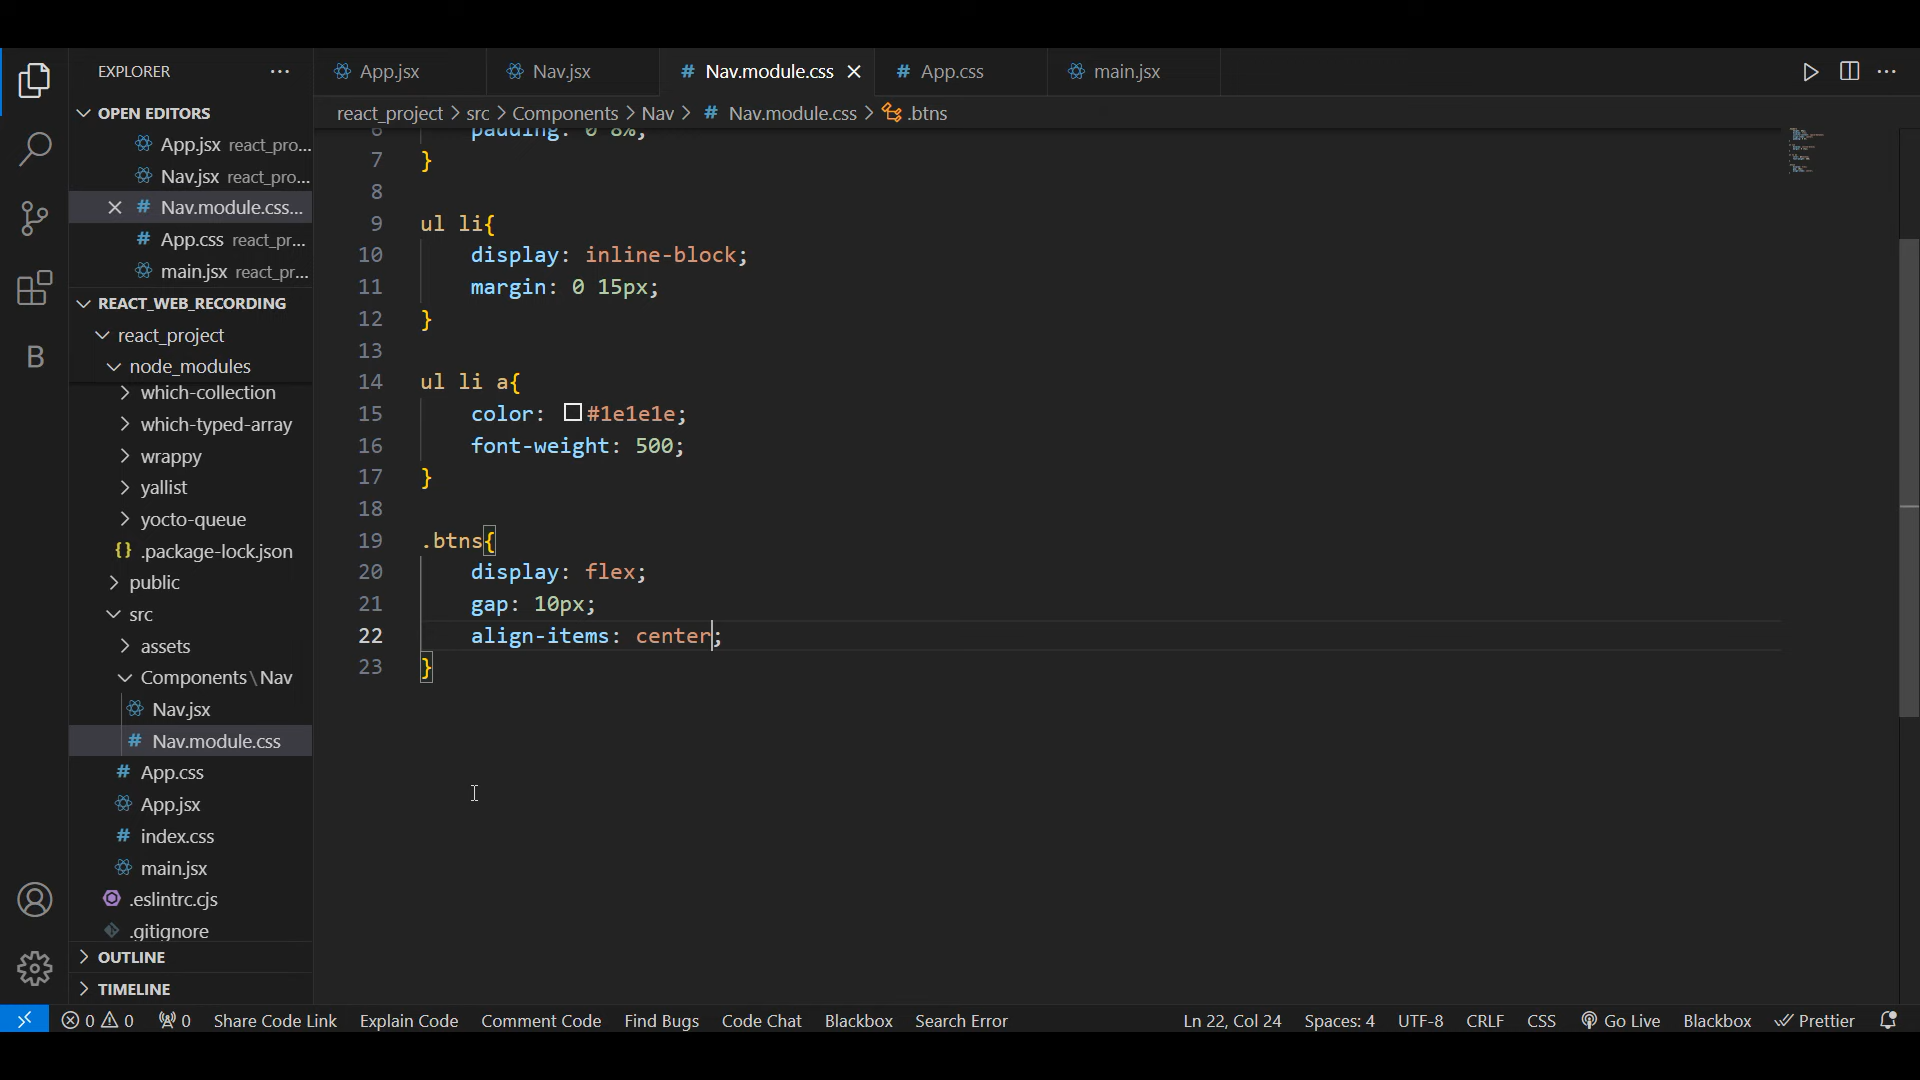 EXPLORER
App.jsx
Nav.jsx
# Nav.module.css
# App.css
main.jsx
OPEN EDITORS
App.jsx react_pro...
Nav.jsx react_pro...
# Nav.module.css...
# App.css react_pr...
main.jsx react_pr...
REACT_WEB_RECORDING
react_project
node_modules
which-collection
which-typed-array
wrappy
yallist
yocto-queue
{} .package-lock.json
public
src
assets
Components\Nav
Nav.jsx
# Nav.module.css
# App.css
App.jsx
# index.css
main.jsx
.eslintrc.cjs
.gitignore
OUTLINE
TIMELINE
B
react_project > src > Components > Nav > # Nav.module.css > .btns
6 padding: 0 8%;
7 }
8
9 ul li{
10 display: inline-block;
11 margin: 0 15px;
12 }
13
14 ul li a{
15 color: #1e1e1e;
16 font-weight: 500;
17 }
18
19 .btns{
20 display: flex;
21 gap: 10px;
22 align-items: center;
23 }
0 0 0 Share Code Link Explain Code Comment Code Find Bugs Code Chat Blackbox Search Error Ln 22, Col 24 Spaces: 4 UTF-8 CRLF CSS Go Live Blackbox Prettier